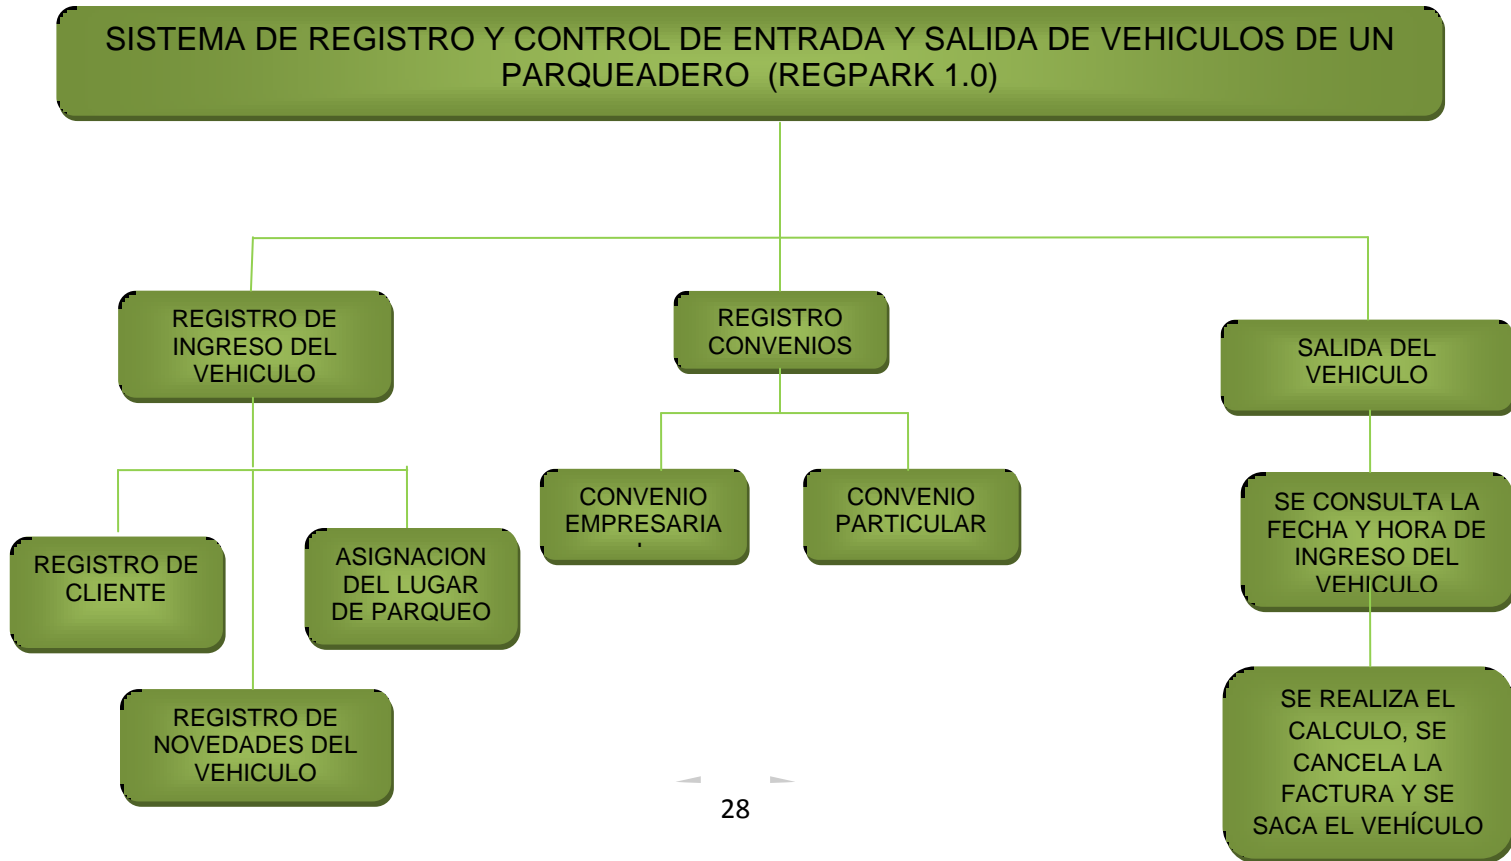 SISTEMA DE REGISTRO Y CONTROL DE ENTRADA Y SALIDA DE VEHICULOS DE UN
PARQUEADERO (REGPARK 1.0)
REGISTRO DE
INGRESO DEL
VEHICULO
REGISTRO
CONVENIOS
SALIDA DEL
VEHICULO
REGISTRO DE
CLIENTE
ASIGNACION
DEL LUGAR
DE PARQUEO
REGISTRO DE
NOVEDADES DEL
VEHICULO
CONVENIO
EMPRESARIA
CONVENIO
PARTICULAR
SE CONSULTA LA
FECHA Y HORA DE
INGRESO DEL
VEHICULO
SE REALIZA EL
CALCULO, SE
CANCELA LA
FACTURA Y SE
SACA EL VEHÍCULO
28